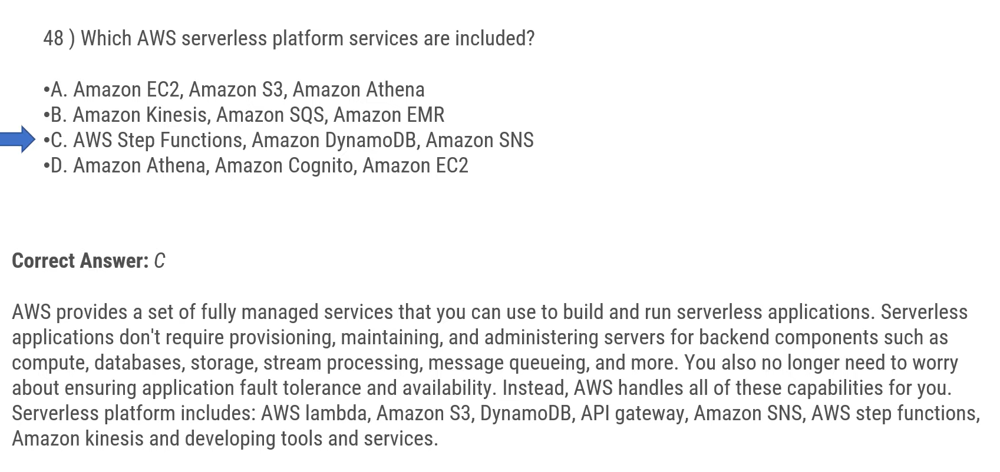 48 ) Which AWS serverless platform services are included?
•A. Amazon EC2, Amazon S3, Amazon Athena
•B. Amazon Kinesis, Amazon SQS, Amazon EMR
•C. AWS Step Functions, Amazon DynamoDB, Amazon SNS
•D. Amazon Athena, Amazon Cognito, Amazon EC2
Correct Answer: C
AWS provides a set of fully managed services that you can use to build and run serverless applications. Serverless
applications don't require provisioning, maintaining, and administering servers for backend components such as
compute, databases, storage, stream processing, message queueing, and more. You also no longer need to worry
about ensuring application fault tolerance and availability. Instead, AWS handles all of these capabilities for you.
Serverless platform includes: AWS lambda, Amazon S3, DynamoDB, API gateway, Amazon SNS, AWS step functions,
Amazon kinesis and developing tools and services.